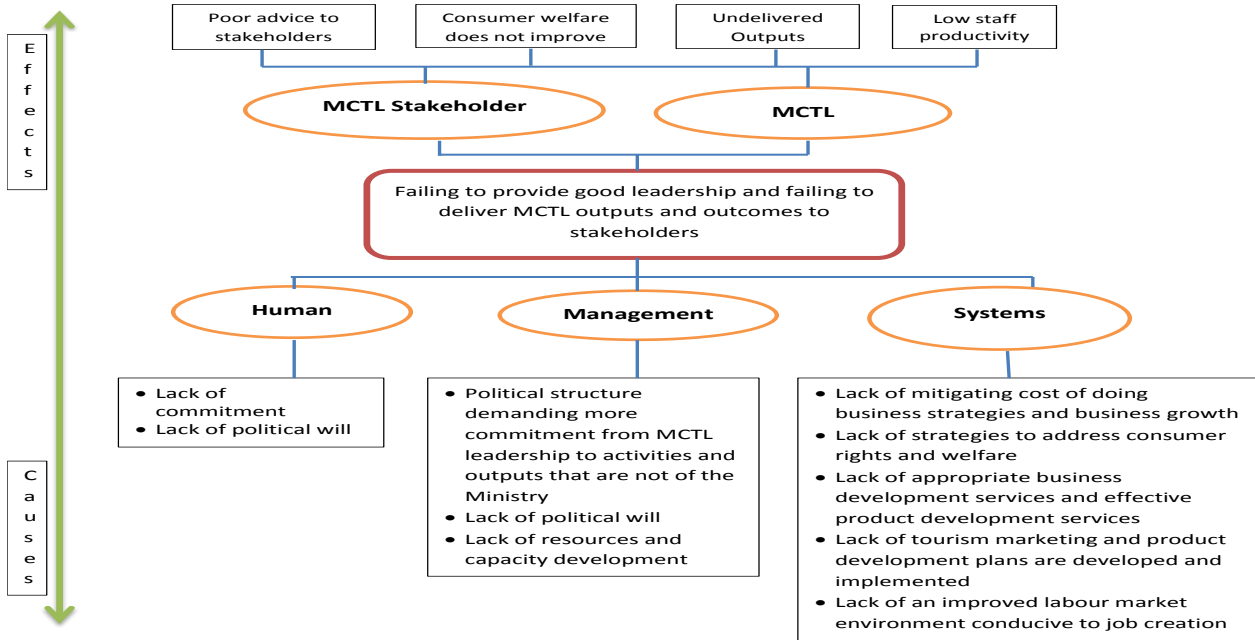 Effects
Poor advice to
stakeholders
Consumer welfare
does not improve
Undelivered
Outputs
Low staff
productivity
MCTL Stakeholder
MCTL
Failing to provide good leadership and failing to
deliver MCTL outputs and outcomes to
stakeholders
Human
Management
Systems
Causes
• Lack of
commitment
• Lack of political will
• Political structure
demanding more
commitment from MCTL
leadership to activities and
outputs that are not of the
Ministry
• Lack of political will
• Lack of resources and
capacity development
• Lack of mitigating cost of doing
business strategies and business growth
• Lack of strategies to address consumer
rights and welfare
• Lack of appropriate business
development services and effective
product development services
• Lack of tourism marketing and product
development plans are developed and
implemented
• Lack of an improved labour market
environment conducive to job creation